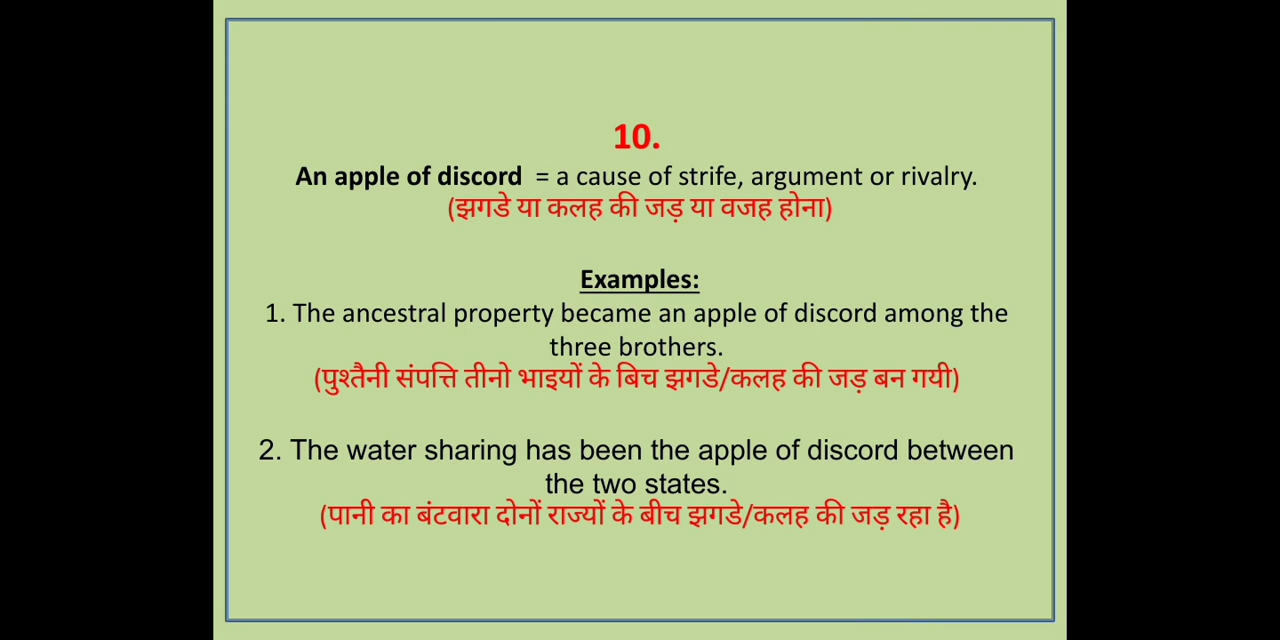 10.
An apple of discord = a cause of strife, argument or rivalry.
(झगडे या कलह की जड़ या वजह होना)
Examples:
1. The ancestral property became an apple of discord among the
three brothers.
(पुश्तैनी संपत्ति तीनो भाइयों के बिच झगडे/कलह की जड़ बन गयी)
2. The water sharing has been the apple of discord between
the two states.
(पानी का बंटवारा दोनों राज्यों के बीच झगडे/कलह की जड़ रहा है)